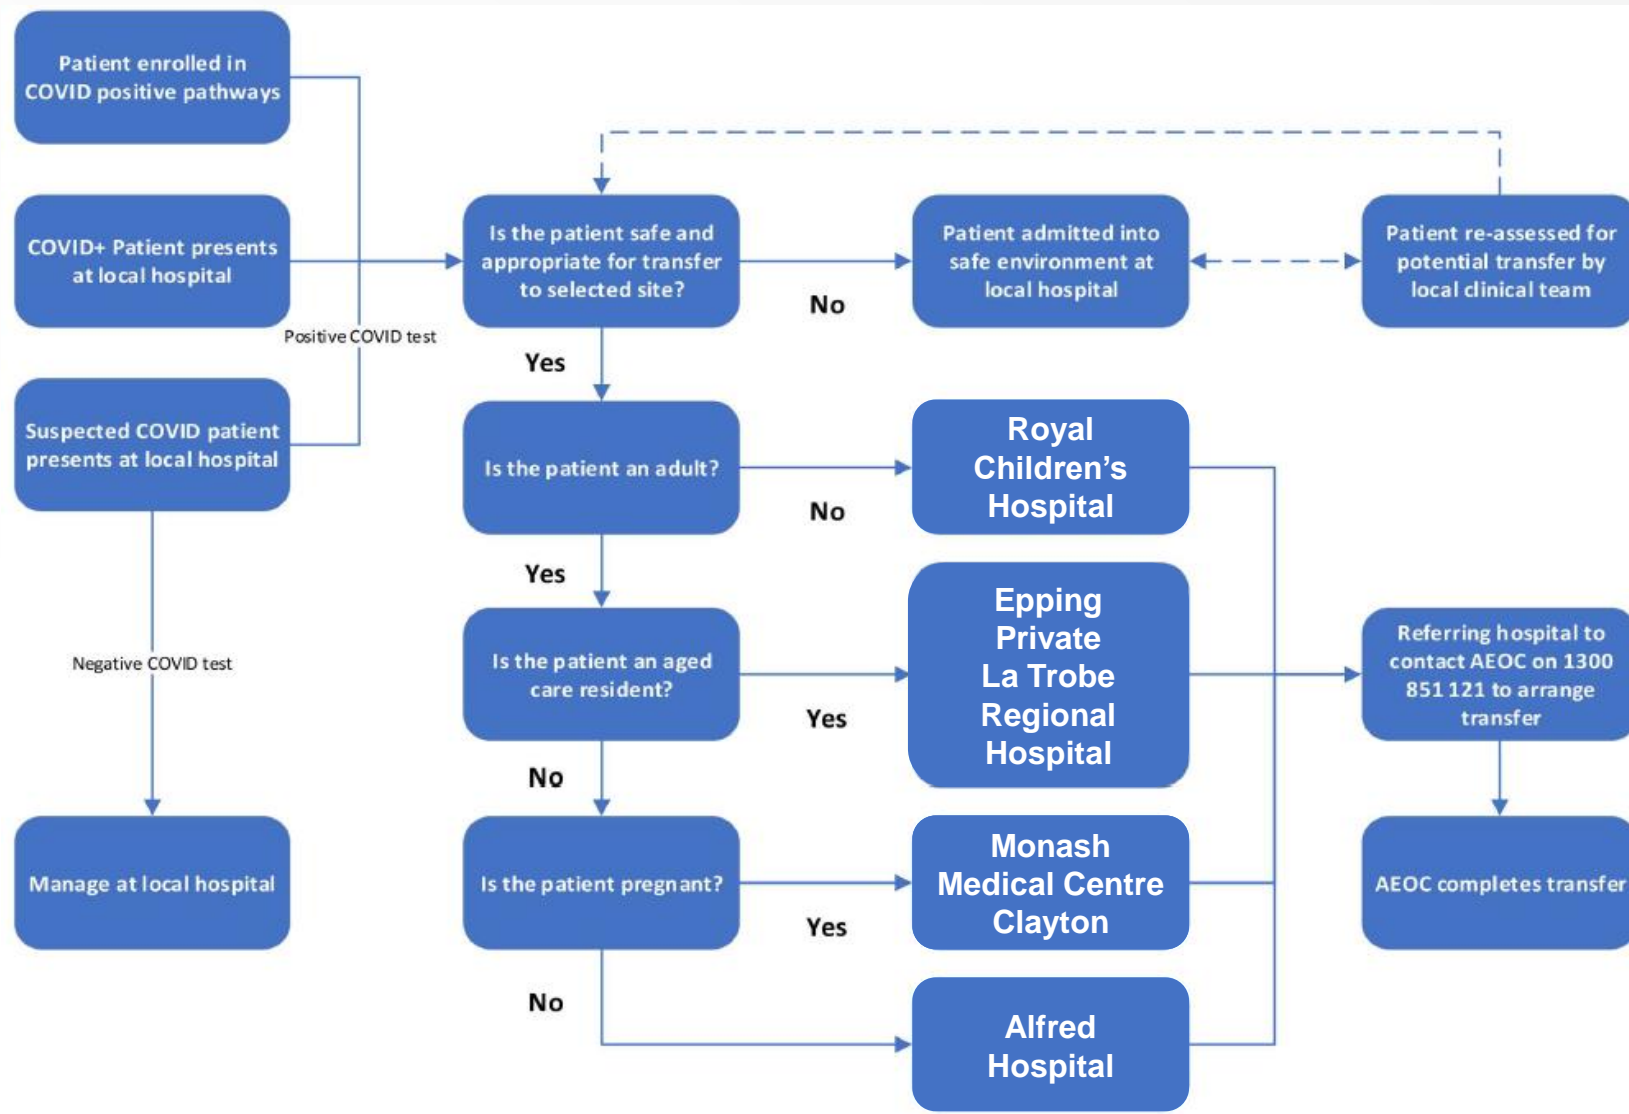 Patient enrolled in
COVID positive pathways
COVID+ Patient presents
at local hospital
Positive COVID test
Suspected COVID patient
presents at local hospital
Negative COVID test
Manage at local hospital
Is the patient safe and
appropriate for transfer
to selected site?
No
Patient admitted into
safe environment at
local hospital
Patient re-assessed for
potential transfer by
local clinical team
Yes
Is the patient an adult?
No
Royal
Children’s
Hospital
Yes
Is the patient an aged
care resident?
Yes
Epping
Private
La Trobe
Regional
Hospital
No
Is the patient pregnant?
Yes
Monash
Medical Centre
Clayton
No
Alfred
Hospital
Referring hospital to
contact AEOC on 1300
851 121 to arrange
transfer
AEOC completes transfer